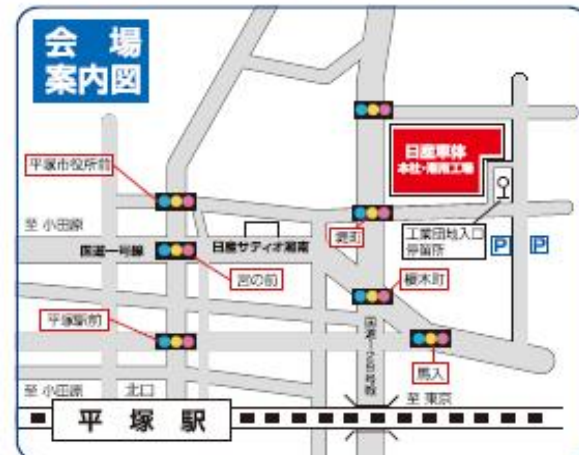 会場
案内図
日産車体
本社・湘南工場
平塚市役所前
至 小田原
国道一号線
日産サティオ湘南
堤町
工業団地入口
停留所
P
P
宮の前
榎木町
平塚駅前
国道129号線
馬入
至 小田原
北口
至 東京
平塚駅